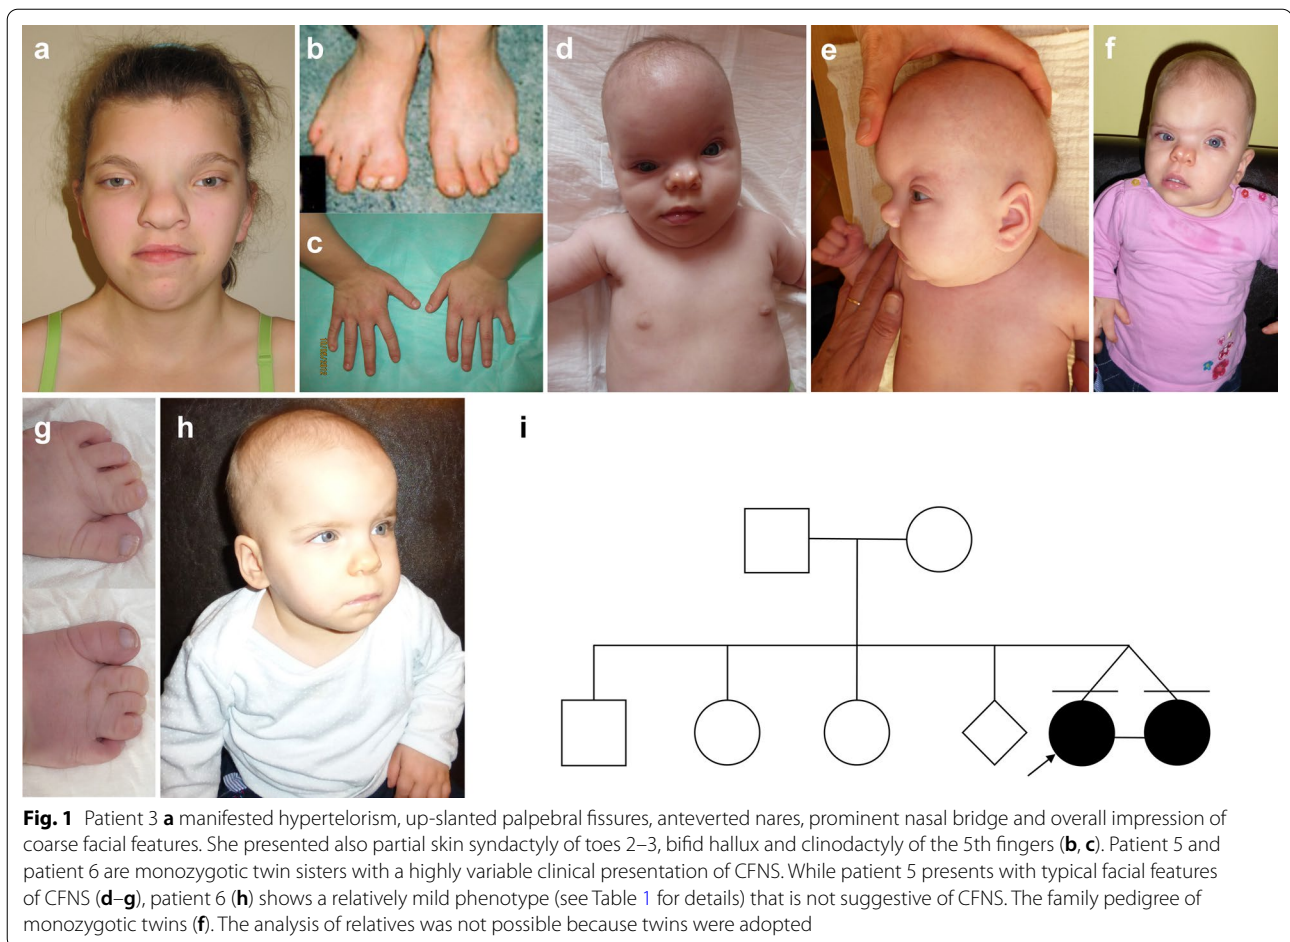 a
b
c
d
e
f
g
h
i
Fig. 1 Patient 3 a manifested hypertelorism, up-slanted palpebral fissures, anteverted nares, prominent nasal bridge and overall impression of
coarse facial features. She presented also partial skin syndactyly of toes 2–3, bifid hallux and clinodactyly of the 5th fingers (b, c). Patient 5 and
patient 6 are monozygotic twin sisters with a highly variable clinical presentation of CFNS. While patient 5 presents with typical facial features
of CFNS (d–g), patient 6 (h) shows a relatively mild phenotype (see Table 1 for details) that is not suggestive of CFNS. The family pedigree of
monozygotic twins (f). The analysis of relatives was not possible because twins were adopted